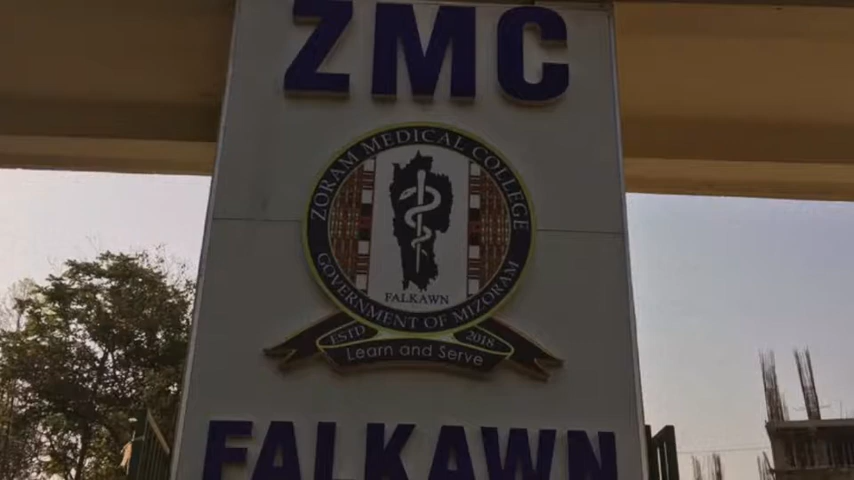 ZMC
ZORAM MEDICAL COLLEGE
FALKAWN
GOVERNMENT OF MIZORAM
ESTD 2018
Learn and Serve
FALKAWN